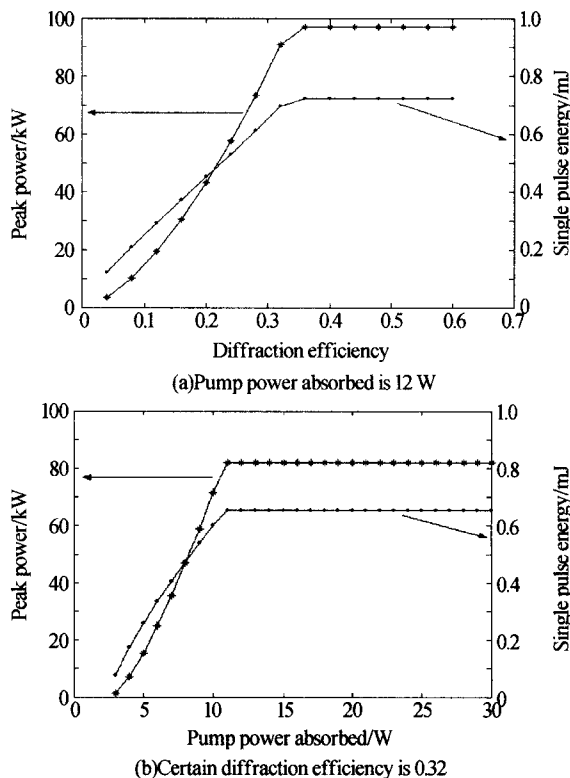 100
80
60
40
20
0
Peak power/kW
1.0
0.8
0.6
0.4
0.2
0
Single pulse energy/mJ
0 0.1 0.2 0.3 0.4 0.5 0.6 0.7
Diffraction efficiency
(a)Pump power absorbed is 12 W
100
80
60
40
20
0
Peak power/kW
1.0
0.8
0.6
0.4
0.2
0
Single pulse energy/mJ
0 5 10 15 20 25 30
Pump power absorbed/W
(b)Certain diffraction efficiency is 0.32